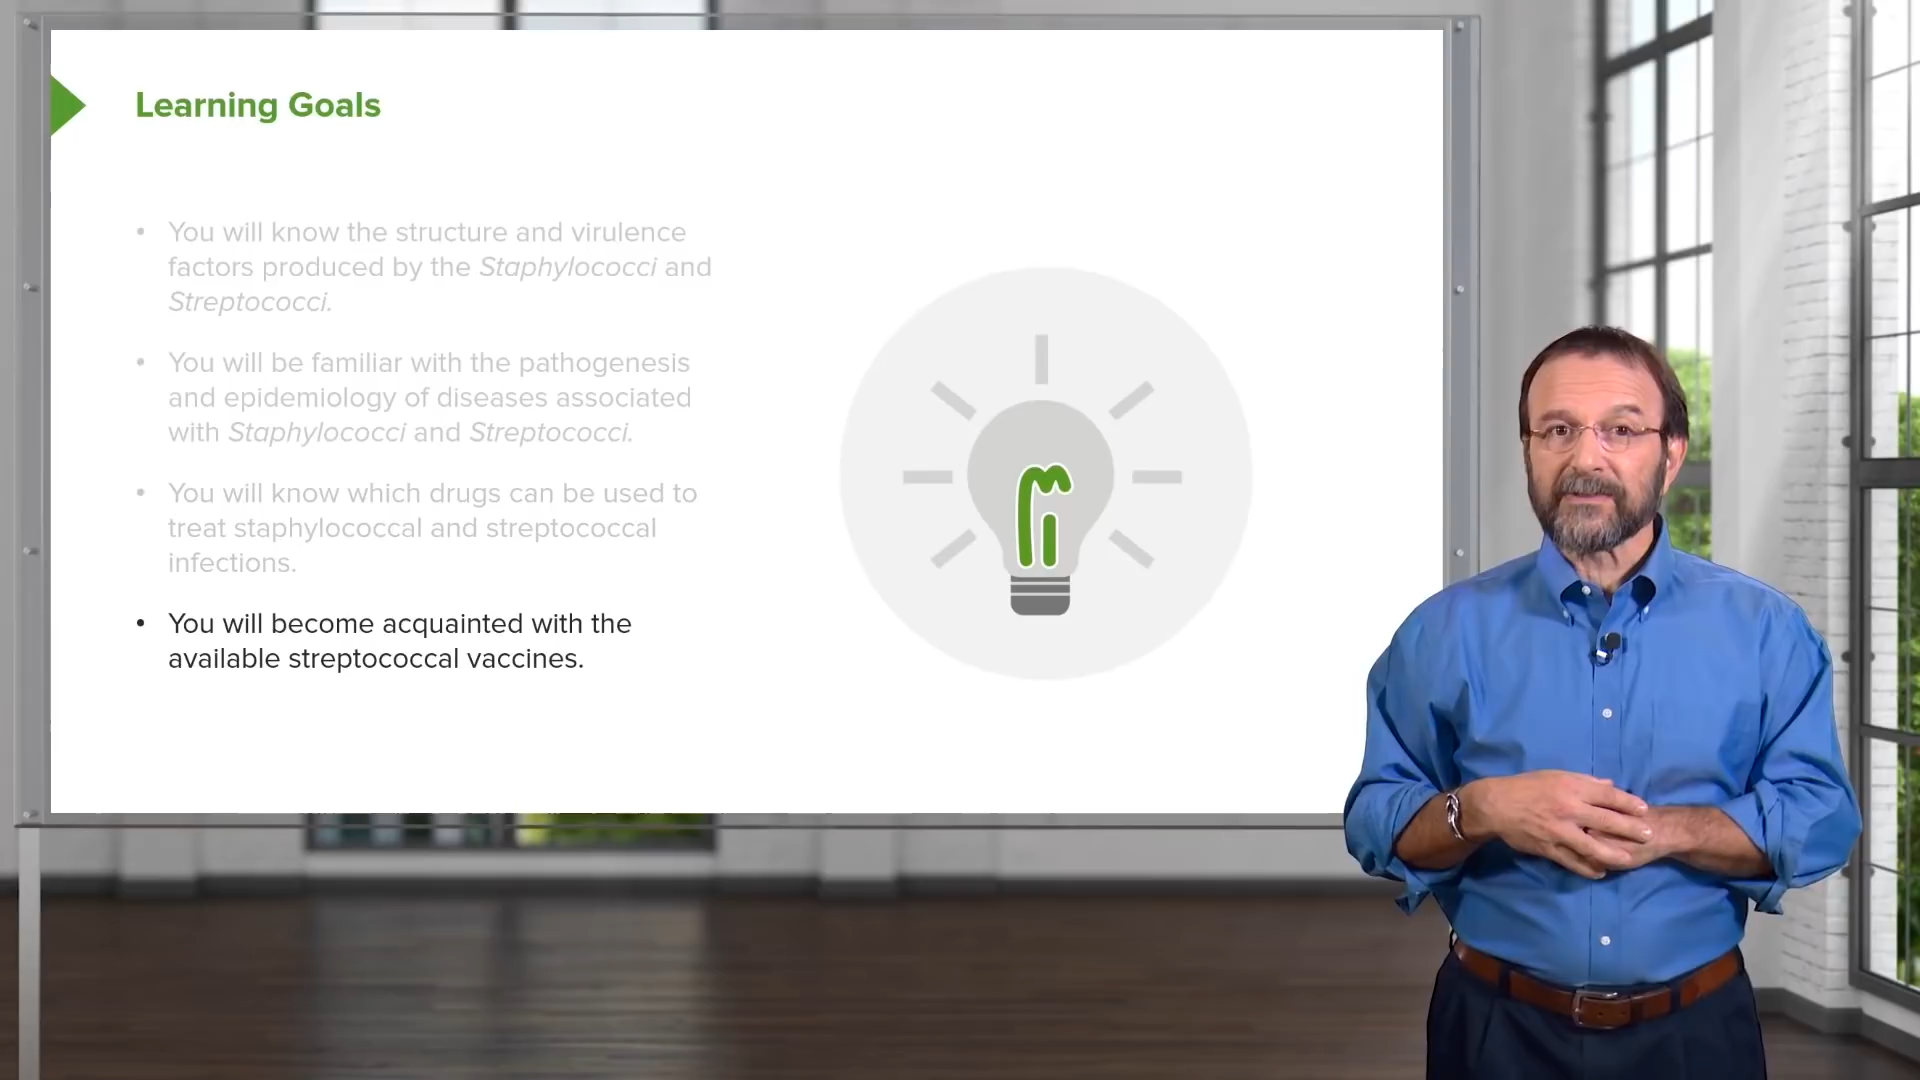 Learning Goals
• You will know the structure and virulence
factors produced by the Staphylococci and
Streptococci.
• You will be familiar with the pathogenesis
and epidemiology of diseases associated
with Staphylococci and Streptococci.
• You will know which drugs can be used to
treat staphylococcal and streptococcal
infections.
• You will become acquainted with the
available streptococcal vaccines.